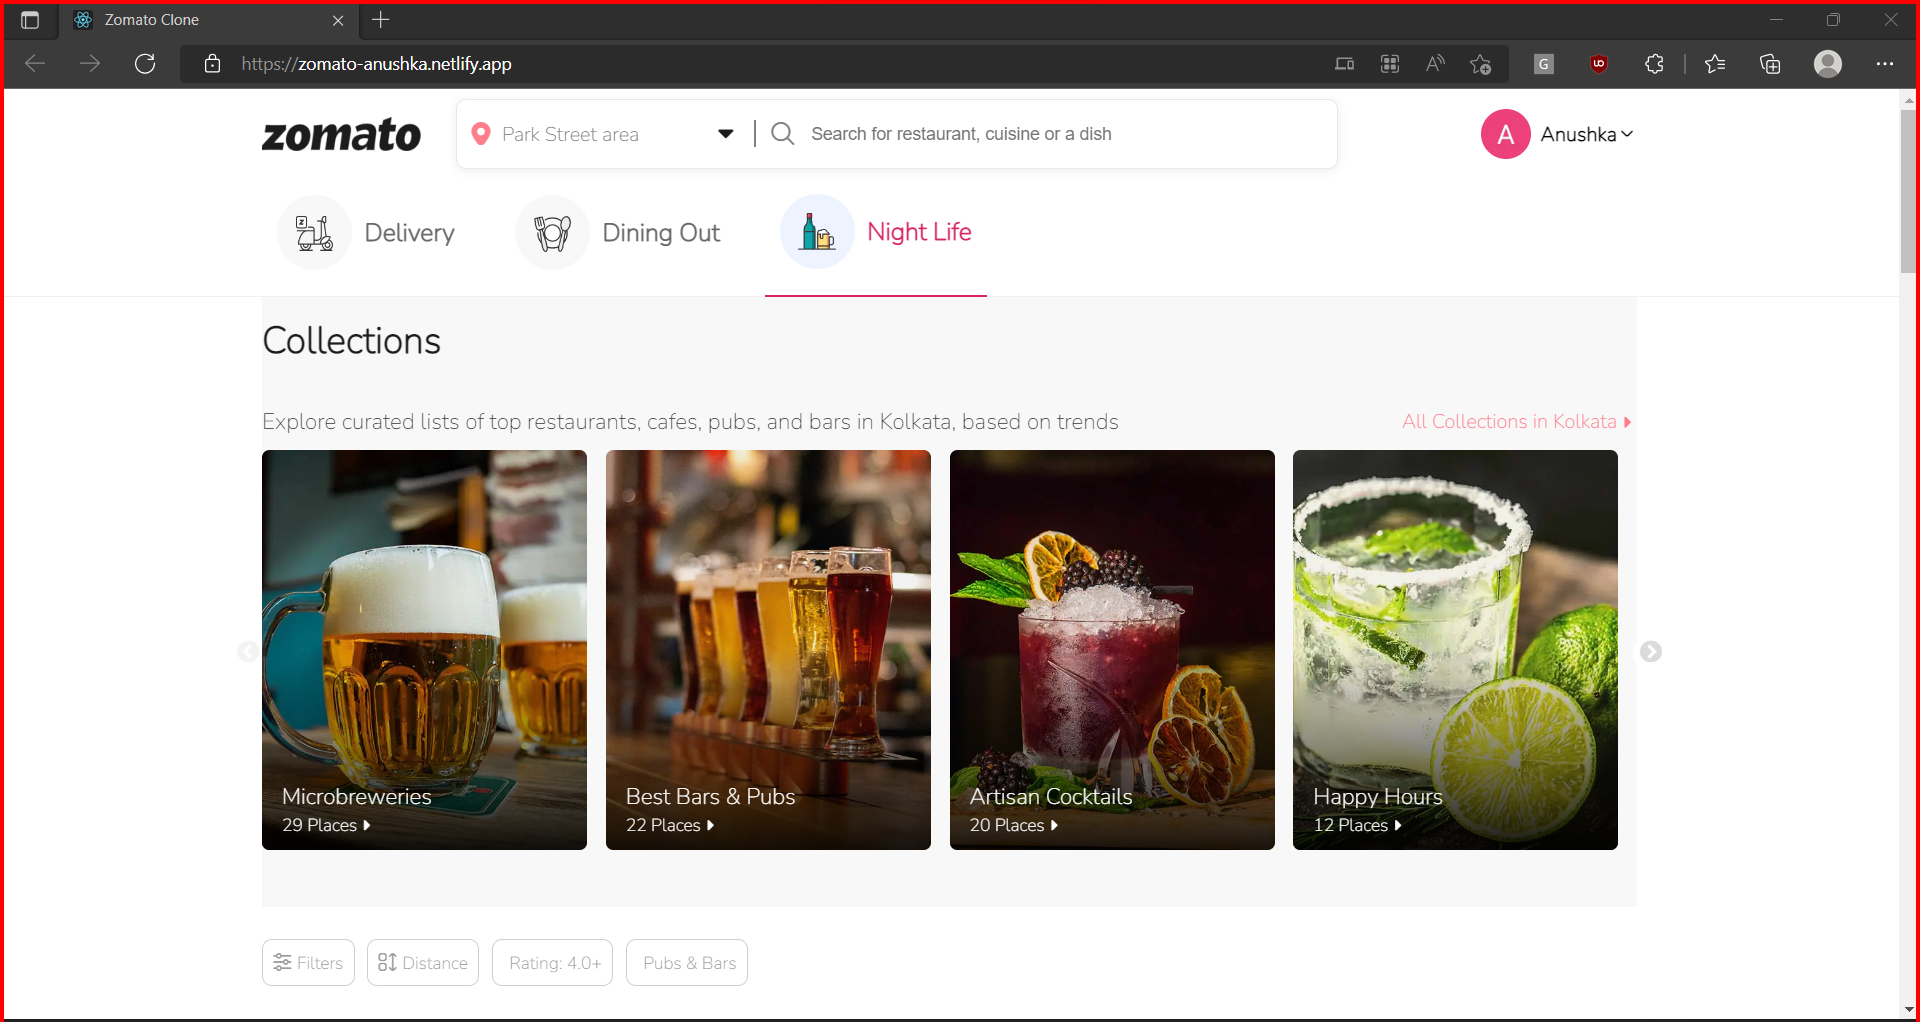 Zomato Clone
https://zomato-anushka.netlify.app
G
zomato
Park Street area
Search for restaurant, cuisine or a dish
A
Anushka
Delivery
Dining Out
Night Life
Collections
Explore curated lists of top restaurants, cafes, pubs, and bars in Kolkata, based on trends
All Collections in Kolkata
Microbreweries
29 Places
Best Bars & Pubs
22 Places
Artisan Cocktails
20 Places
Happy Hours
12 Places
Filters
Distance
Rating: 4.0+
Pubs & Bars